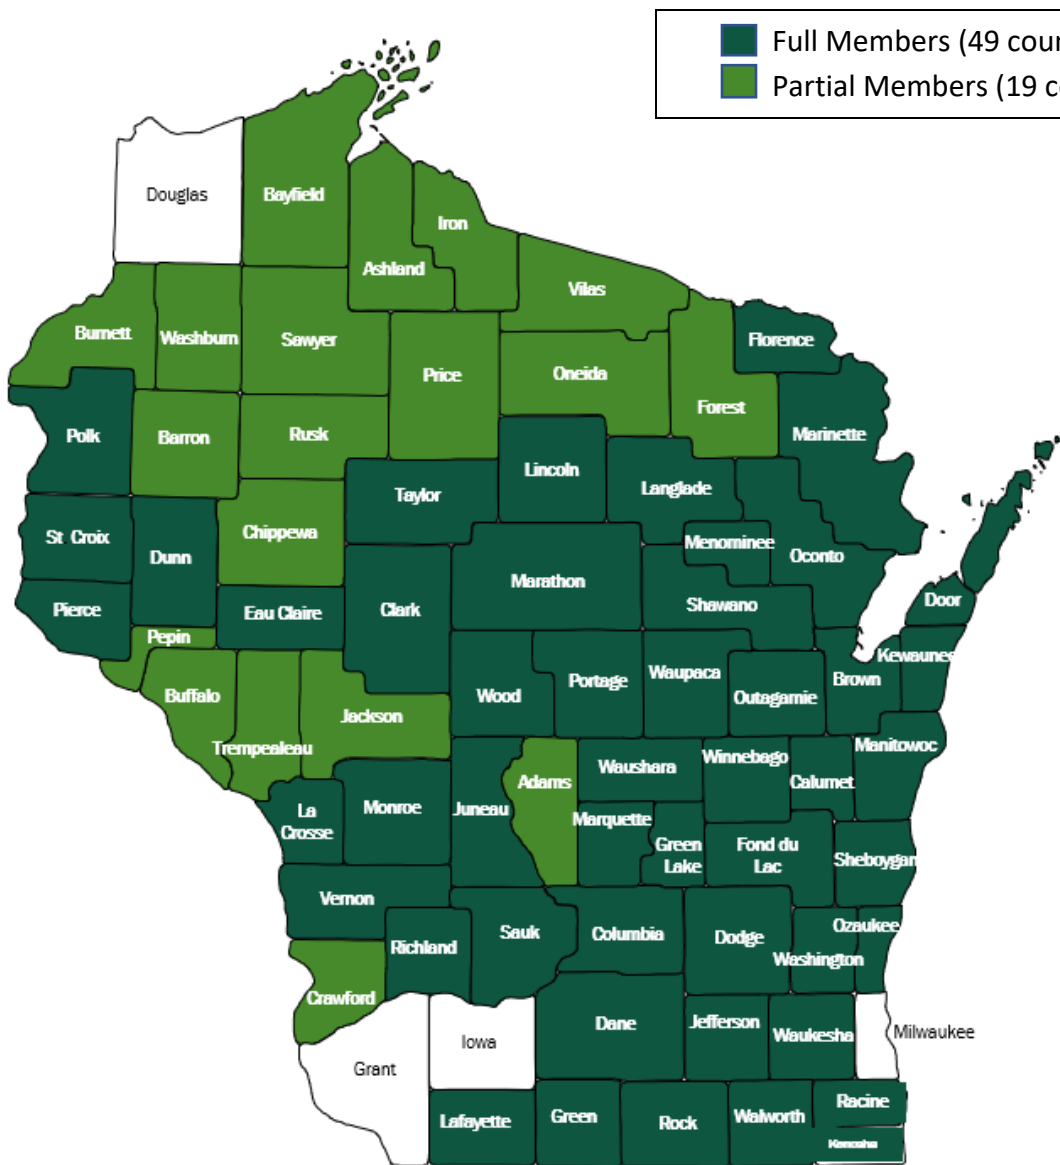 Full Members (49 coun
Partial Members (19 co
Douglas
Bayfield
Iron
Ashland
Vilas
Burnett
Washburn
Sawyer
Florence
Price
Oneida
Forest
Polk
Barron
Rusk
Marinette
Lincoln
Taylor
Langlade
St Croix
Chippewa
Dunn
Menominee
Oconto
Marathon
Pierce
Eau Claire
Clark
Shawano
Door
Pepin
Kewaunee
Buffalo
Wood
Portage
Waupaca
Outagamie
Brown
Jackson
Trempealeau
Manitowoc
Winnebago
Waushara
Adams
Calumet
La
Crosse
Monroe
Juneau
Marquette
Green
Lake
Fond du
Lac
Sheboygan
Vernon
Richland
Sauk
Columbia
Dodge
Ozaukee
Washington
Crawford
Dane
Jefferson
Waukesha
Milwaukee
Iowa
Grant
Lafayette
Green
Rock
Walworth
Racine
Kenosha